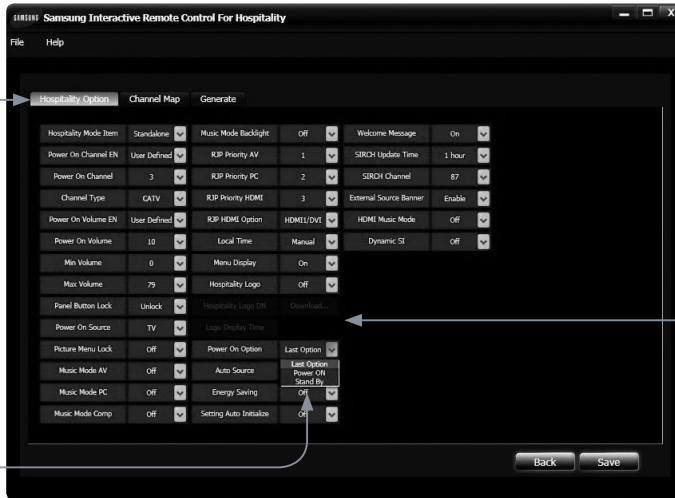 SAMSUNG Samsung Interactive Remote Control For Hospitality
File Help
Hospitality Option Channel Map Generate
Hospitality Mode Item Standalone Music Mode Backlight Off Welcome Message On
Power On Channel EN User Defined RJP Priority AV 1 SIRCH Update Time 1 hour
Power On Channel 3 RJP Priority PC 2 SIRCH Channel 87
Channel Type CATV RJP Priority HDMI 3 External Source Banner Enable
Power On Volume EN User Defined RJP HDMI Option HDMI1/DVI HDMI Music Mode Off
Power On Volume 10 Local Time Manual Dynamic SI Off
Min Volume 0 Menu Display On
Max Volume 79 Hospitality Logo Off
Panel Button Lock Unlock Hospitality Logo DN Download...
Power On Source TV Logo Display Time
Picture Menu Lock Off Power On Option Last Option
Music Mode AV Off Auto Source Last Option
Power ON
Stand By
Music Mode PC Off Energy Saving Off
Music Mode Comp Off Setting Auto Initialize Off
Back Save